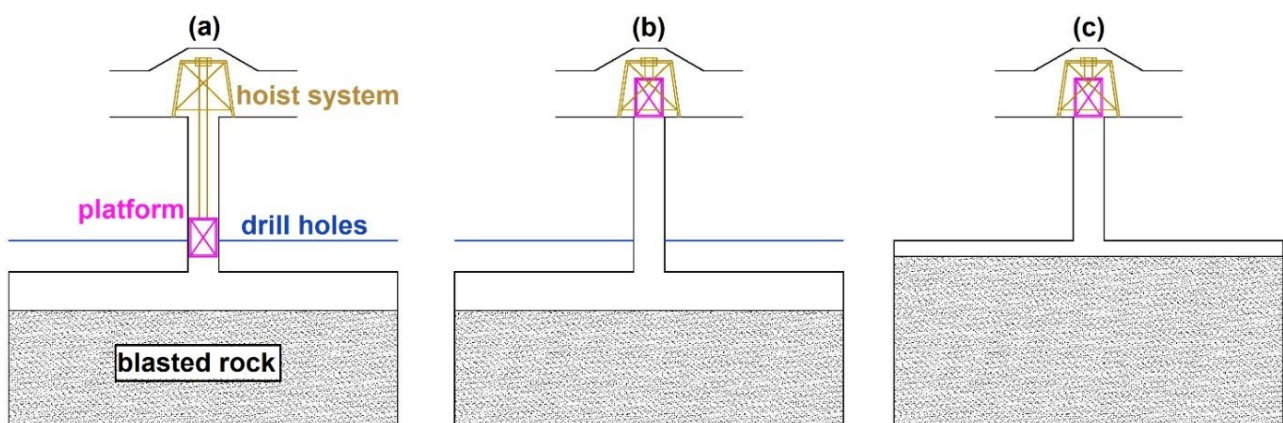 (a)
(b)
(c)
hoist system
platform
drill holes
blasted rock